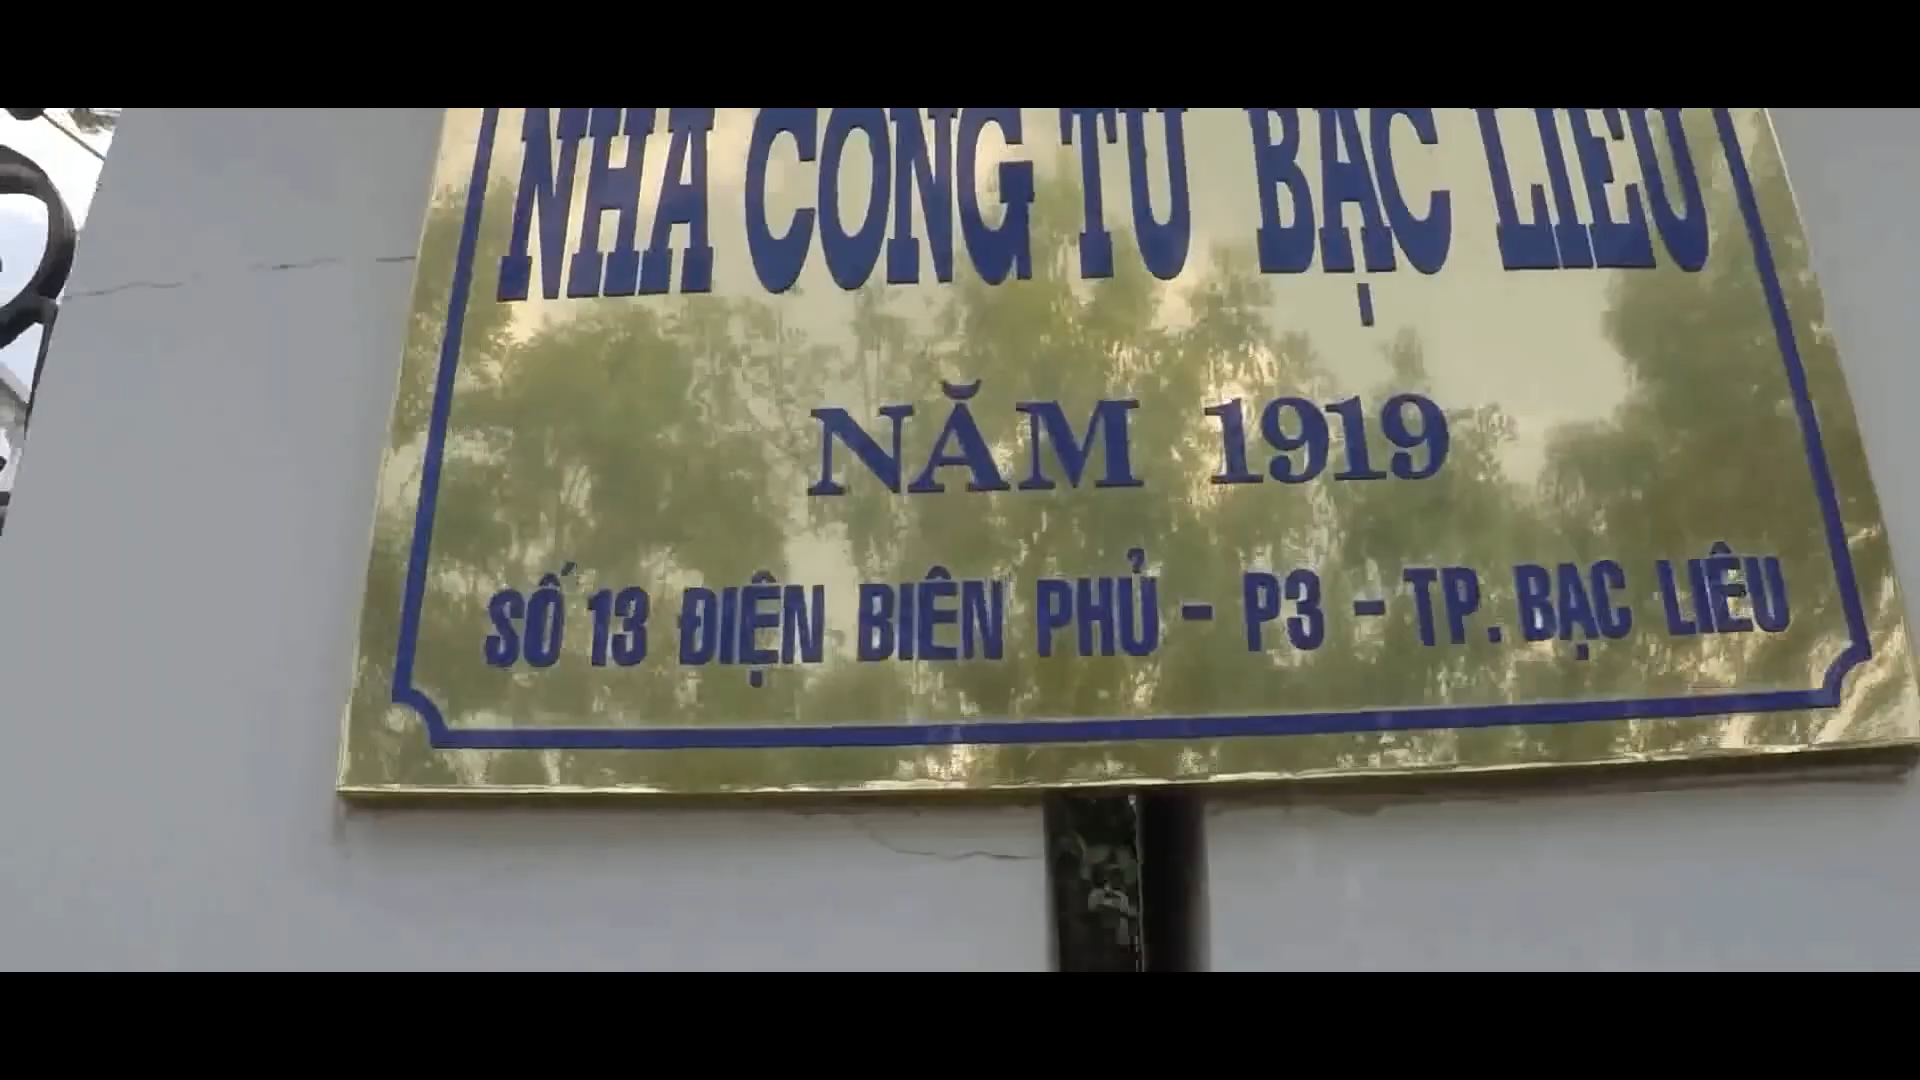 NHÀ CÔNG TỬ BẠC LIÊU
NĂM 1919
SỐ 13 ĐIỆN BIÊN PHỦ - P3 - TP. BẠC LIÊU